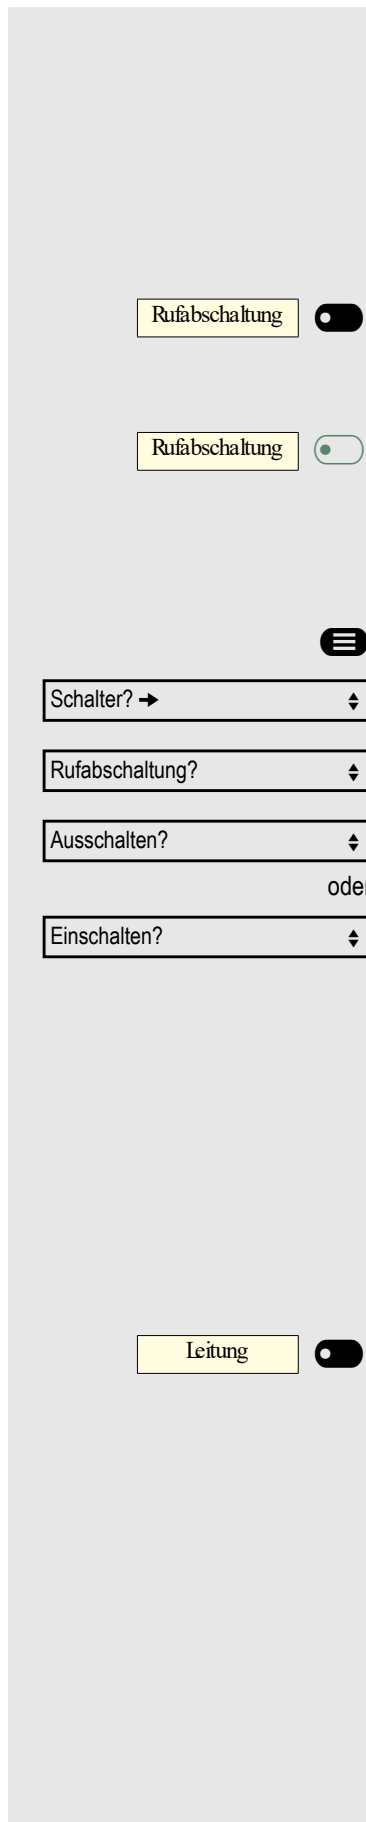 Rufabschaltung
Rufabschaltung
Schalter? ➔
Rufabschaltung?
Ausschalten?
oder
Einschalten?
Leitung